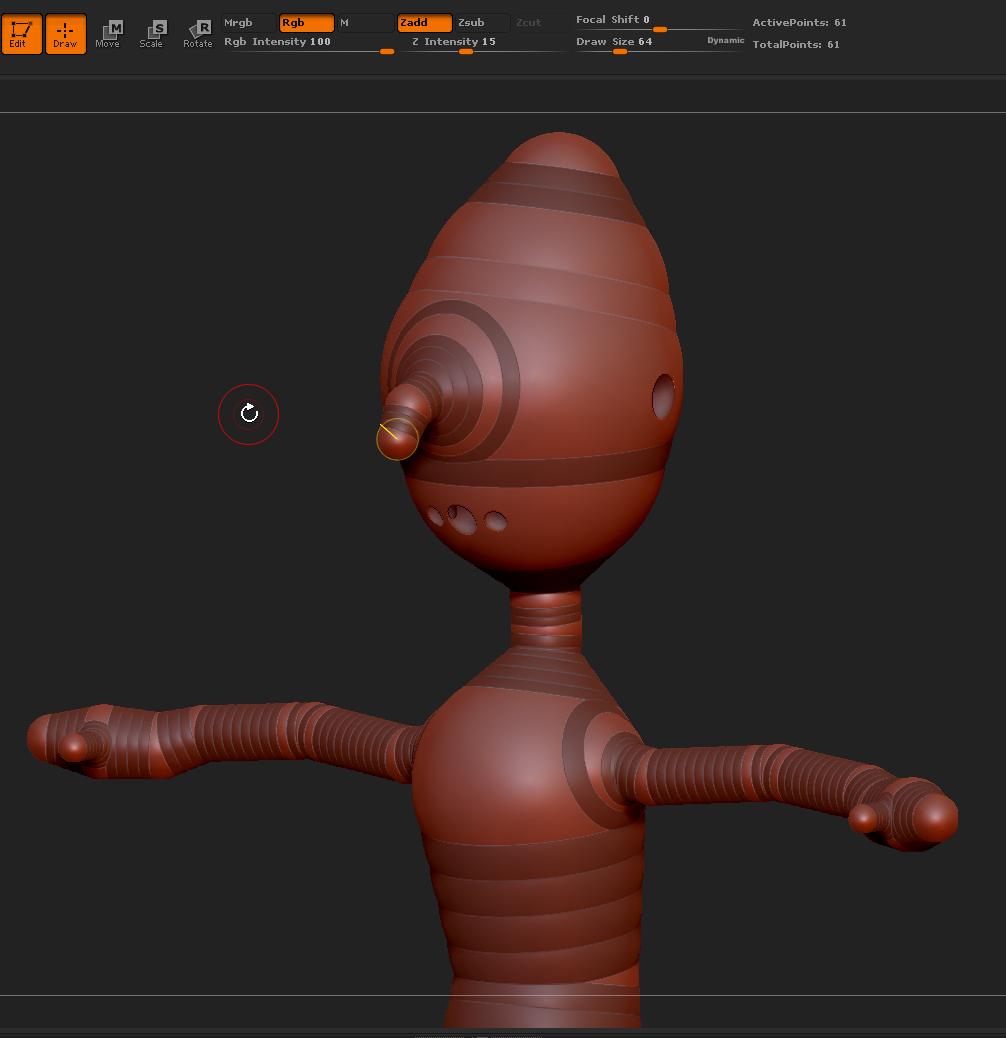 Mrgb Rgb M Zadd Zsub Zcut Focal Shift 0 ActivePoints: 61
Edit Draw Move Scale Rotate Rgb Intensity 100 Z Intensity 15 Draw Size 64 Dynamic TotalPoints: 61
M S R